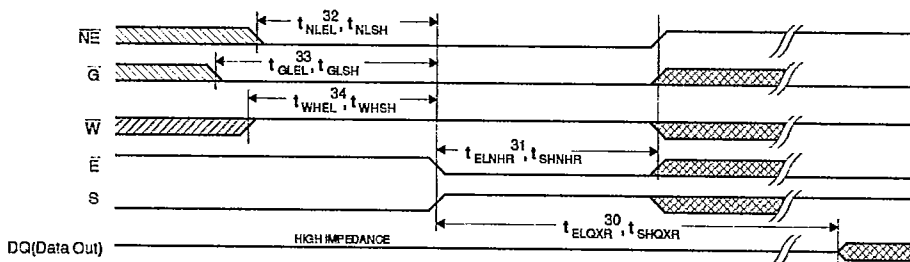 32
tNLEL, tNLSH
NE
33
tGLEL, tGLSH
G
34
tWHEL, tWHSH
W
31
tELNHR, tSHNHR
E
S
30
tELQXR, tSHQXR
DQ(Data Out)
HIGH IMPEDANCE